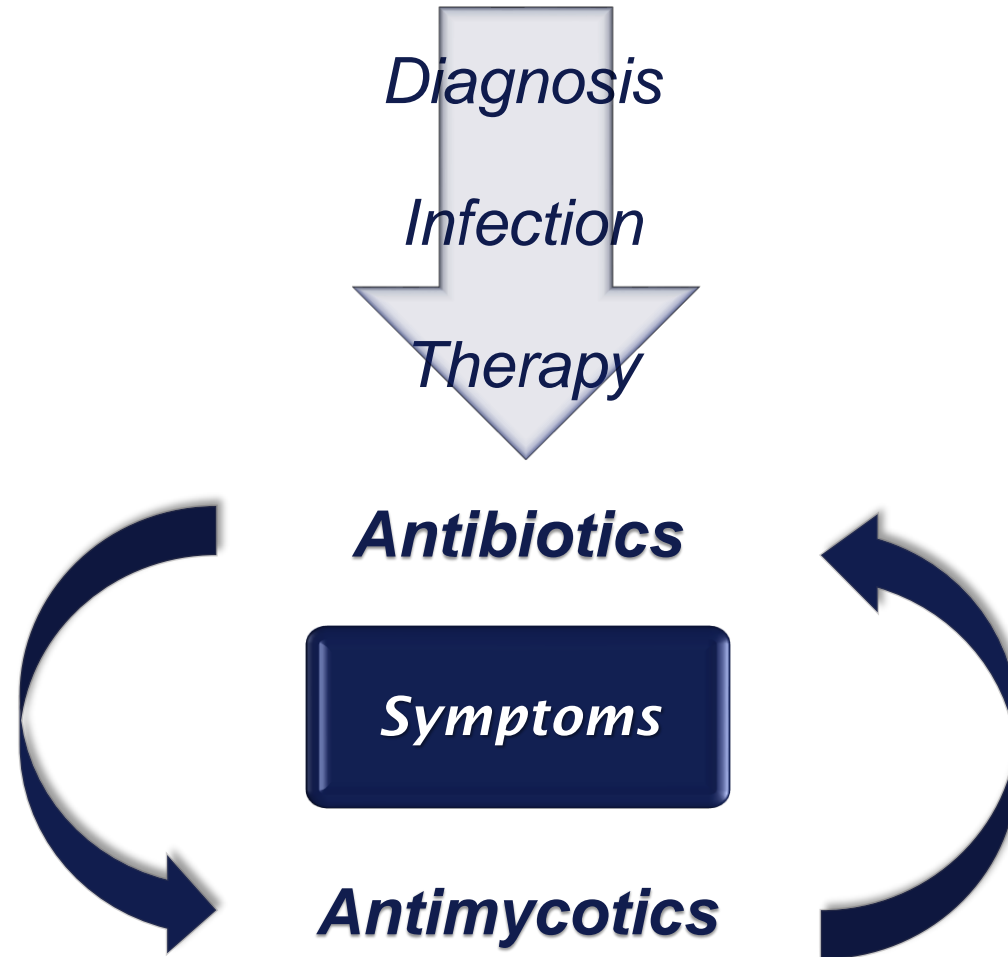 Diagnosis
Infection
Therapy
Antibiotics
Symptoms
Antimycotics